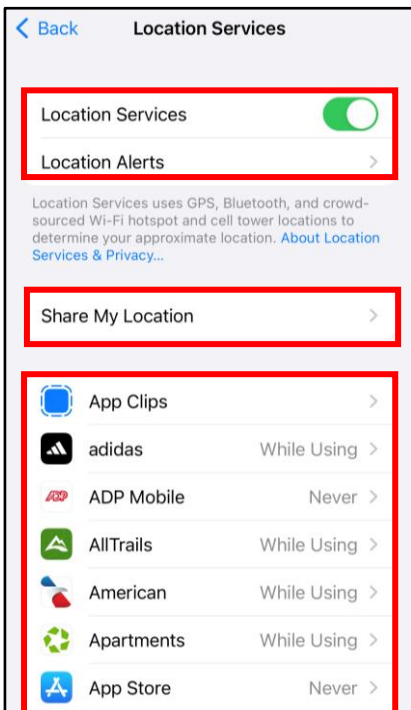 Back Location Services
Location Services
Location Alerts
Location Services uses GPS, Bluetooth, and crowd-
sourced Wi-Fi hotspot and cell tower locations to
determine your approximate location. About Location
Services & Privacy...
Share My Location
App Clips
adidas While Using
ADP Mobile Never
AllTrails While Using
American While Using
Apartments While Using
App Store Never